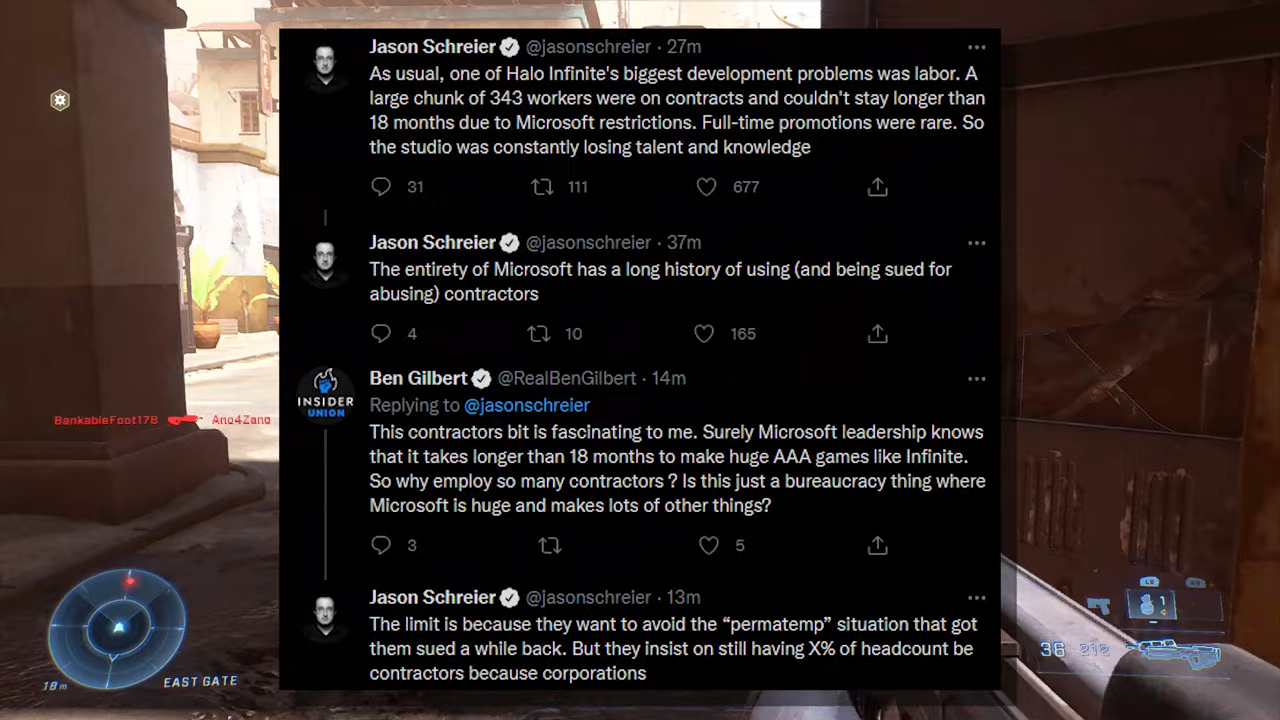 Jason Schreier @jasonschreier · 27m
As usual, one of Halo Infinite's biggest development problems was labor. A
large chunk of 343 workers were on contracts and couldn't stay longer than
18 months due to Microsoft restrictions. Full-time promotions were rare. So
the studio was constantly losing talent and knowledge
31 111 677
Jason Schreier @jasonschreier · 37m
The entirety of Microsoft has a long history of using (and being sued for
abusing) contractors
4 10 165
Ben Gilbert @RealBenGilbert · 14m
INSIDER
UNION
Replying to @jasonschreier
This contractors bit is fascinating to me. Surely Microsoft leadership knows
that it takes longer than 18 months to make huge AAA games like Infinite.
So why employ so many contractors ? Is this just a bureaucracy thing where
Microsoft is huge and makes lots of other things?
3 5
Jason Schreier @jasonschreier · 13m
The limit is because they want to avoid the “permatemp” situation that got
them sued a while back. But they insist on still having X% of headcount be
contractors because corporations
BankableFoot178 Ano4Zano
18m
EAST GATE
LB
1
36 212